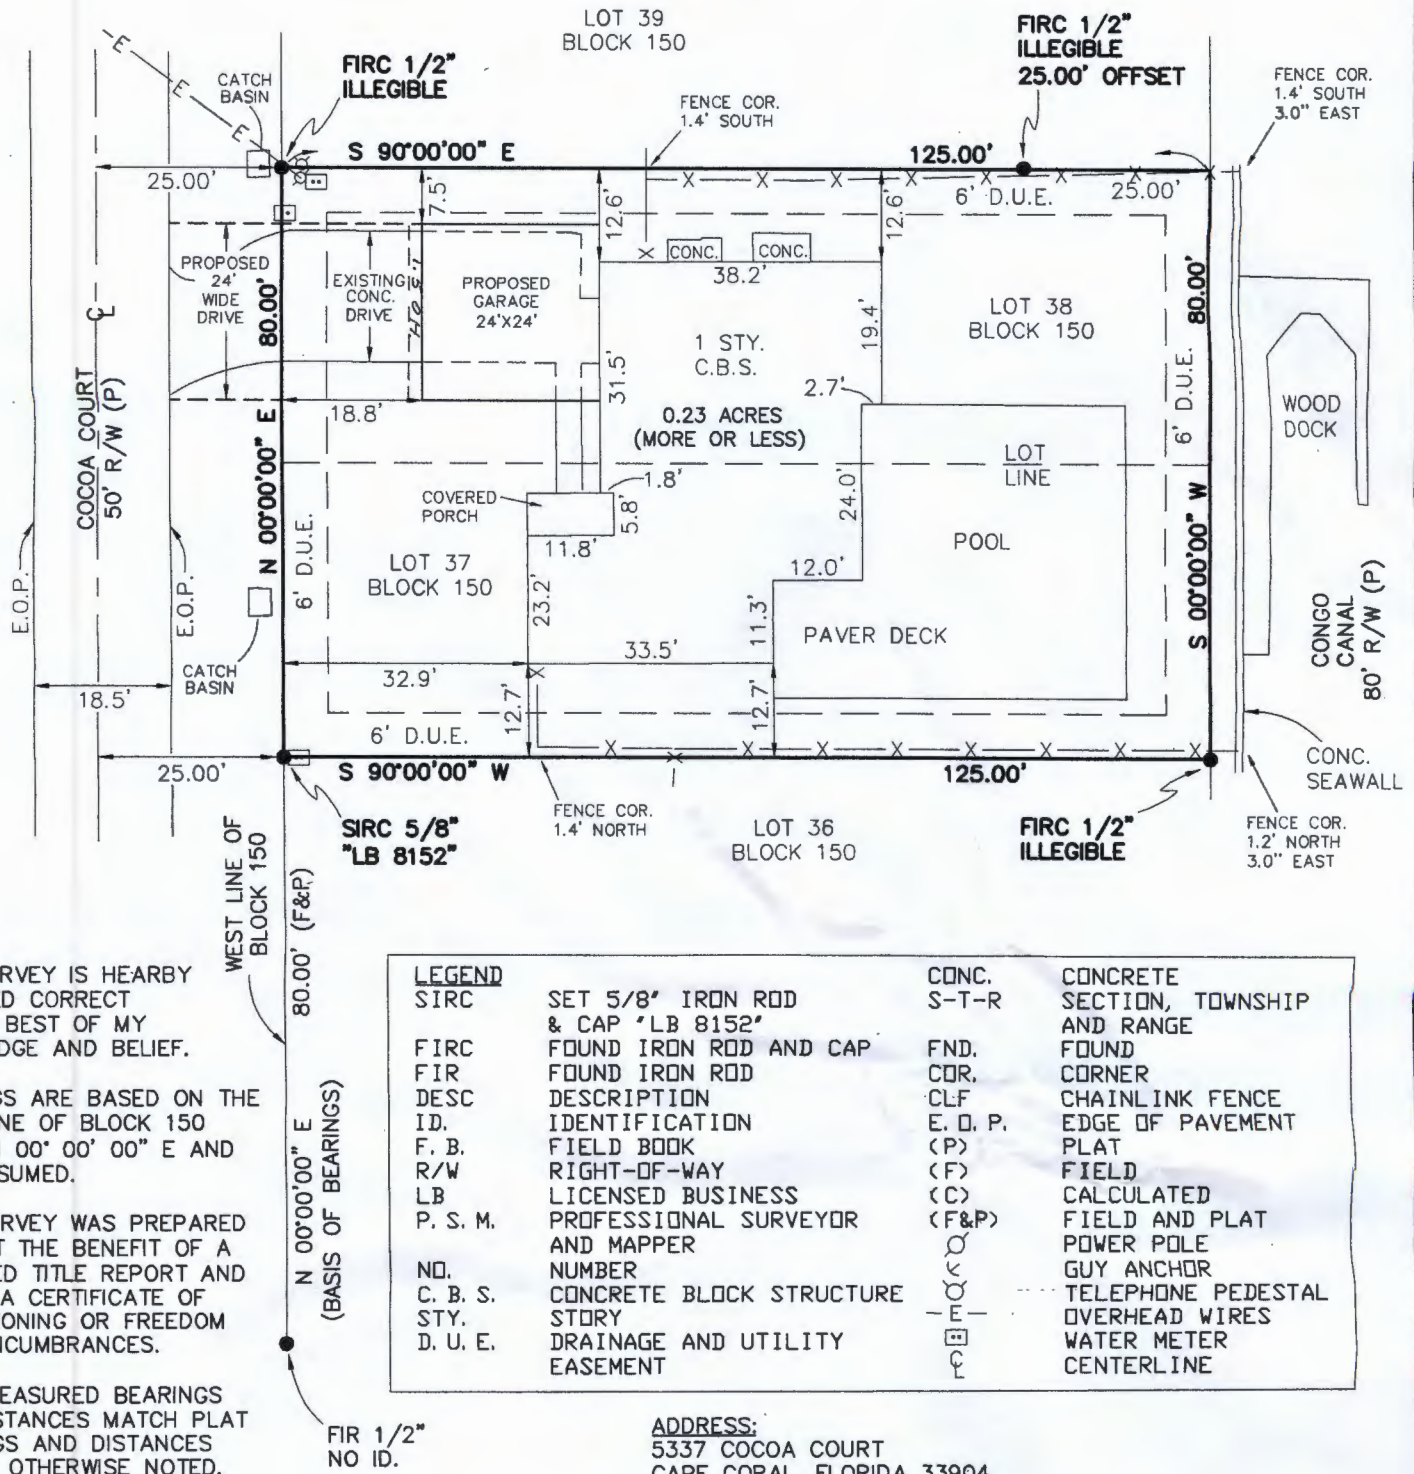 LOT 39
BLOCK 150
FIRC 1/2"
ILLEGIBLE
25.00' OFFSET
-E-
E
E
CATCH
BASIN
FIRC 1/2"
ILLEGIBLE
FENCE COR.
1.4' SOUTH
FENCE COR.
1.4' SOUTH
3.0" EAST
S 90°00'00" E
125.00'
25.00'
6' D.U.E.
25.00'
7.5'
12.6'
12.6'
CONC.
CONC.
38.2'
PROPOSED
24'
WIDE
DRIVE
EXISTING
CONC.
DRIVE
PROPOSED
GARAGE
24'X24'
80.00'
N 00°00'00" E
18.8'
31.5'
1 STY.
C.B.S.
19.4'
2.7'
0.23 ACRES
(MORE OR LESS)
LOT 38
BLOCK 150
80.00'
6' D.U.E.
S 00°00'00" W
WOOD
DOCK
COCOA COURT
50' R/W (P)
E.O.P.
E.O.P.
LOT
LINE
COVERED
PORCH
1.8'
5.8'
11.8'
24.0'
POOL
LOT 37
BLOCK 150
6' D.U.E.
23.2'
12.0'
11.3'
PAVER DECK
CONGO
CANAL
80' R/W (P)
CATCH
BASIN
18.5'
32.9'
33.5'
12.7'
12.7'
6' D.U.E.
25.00'
S 90°00'00" W
125.00'
CONC.
SEAWALL
FENCE COR.
1.4' NORTH
SIRC 5/8"
"LB 8152"
LOT 36
BLOCK 150
FIRC 1/2"
ILLEGIBLE
FENCE COR.
1.2' NORTH
3.0" EAST
WEST LINE OF
BLOCK 150
80.00' (F&P)
N 00°00'00" E
(BASIS OF BEARINGS)
RVEY IS HEARBY
D CORRECT
BEST OF MY
DGE AND BELIEF.
S ARE BASED ON THE
NE OF BLOCK 150
00° 00' 00" E AND
SUMED.
RVEY WAS PREPARED
T THE BENEFIT OF A
ED TITLE REPORT AND
A CERTIFICATE OF
ONING OR FREEDOM
CUMBRANCES.
EASURED BEARINGS
STANCES MATCH PLAT
GS AND DISTANCES
OTHERWISE NOTED.
LEGEND
SIRC SET 5/8" IRON ROD
& CAP "LB 8152"
FIRC FOUND IRON ROD AND CAP
FIR FOUND IRON ROD
DESC DESCRIPTION
ID. IDENTIFICATION
F. B. FIELD BOOK
R/W RIGHT-OF-WAY
LB LICENSED BUSINESS
P. S. M. PROFESSIONAL SURVEYOR
AND MAPPER
NO. NUMBER
C. B. S. CONCRETE BLOCK STRUCTURE
STY. STORY
D. U. E. DRAINAGE AND UTILITY
EASEMENT
CONC. CONCRETE
S-T-R SECTION, TOWNSHIP
AND RANGE
FND. FOUND
COR. CORNER
CLF CHAINLINK FENCE
E. O. P. EDGE OF PAVEMENT
(P) PLAT
(F) FIELD
(C) CALCULATED
(F&P) FIELD AND PLAT
POWER POLE
GUY ANCHOR
TELEPHONE PEDESTAL
-E- OVERHEAD WIRES
WATER METER
CENTERLINE
FIR 1/2"
NO ID.
ADDRESS:
5337 COCOA COURT
CAPE CORAL, FLORIDA 33904